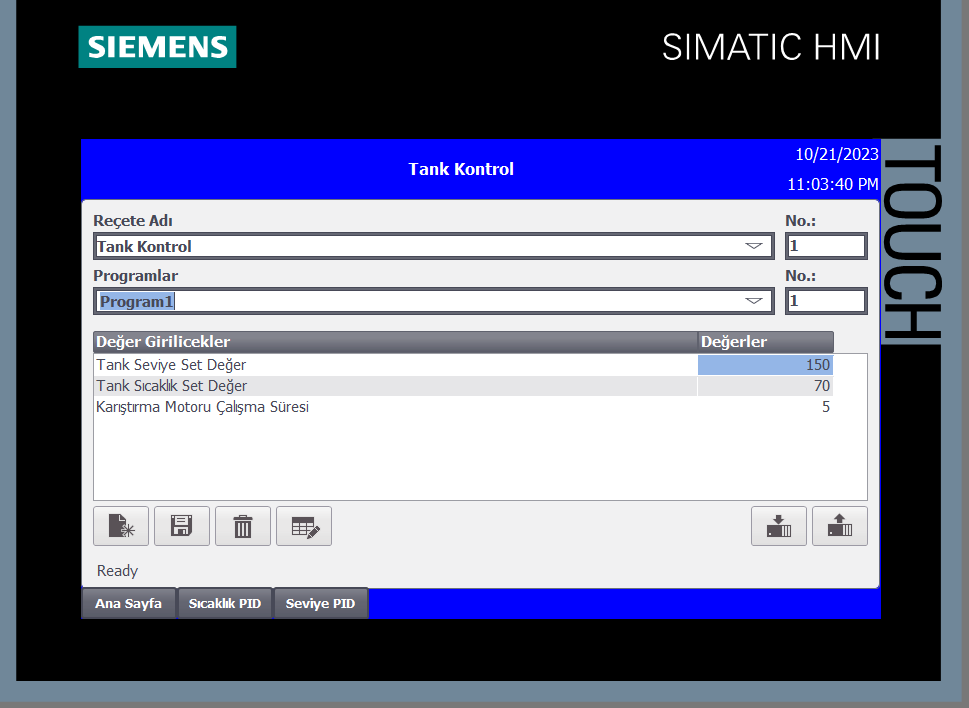 SIEMENS
SIMATIC HMI
TOUCH
10/21/2023
Tank Kontrol
11:03:40 PM
Reçete Adı
No.:
Tank Kontrol
1
Programlar
No.:
Program1
1
Değer Girilicekler
Değerler
Tank Seviye Set Değer
150
Tank Sıcaklık Set Değer
70
Karıştırma Motoru Çalışma Süresi
5
Ready
Ana Sayfa
Sıcaklık PID
Seviye PID